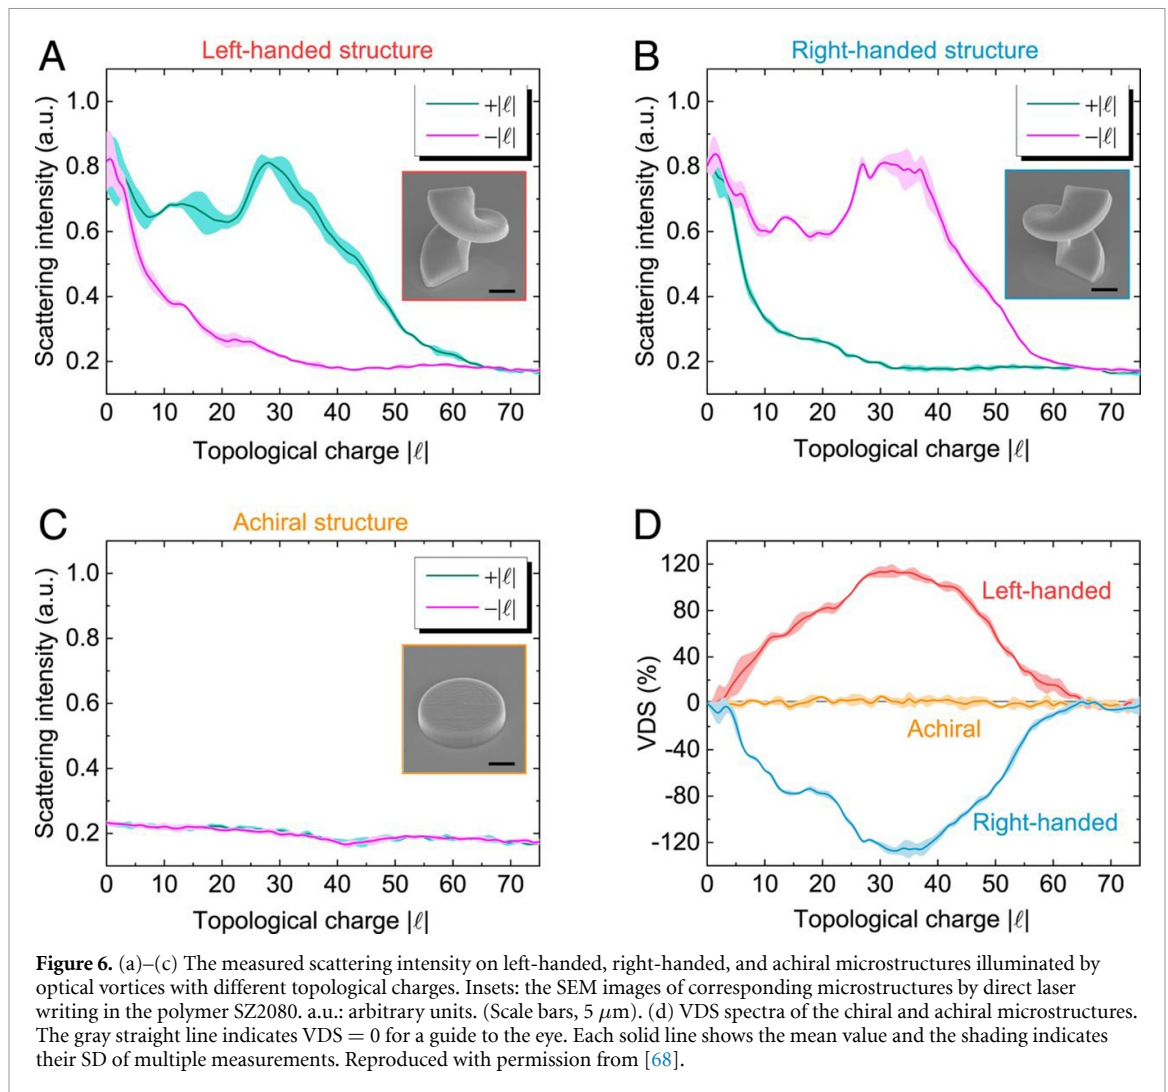 A
Left-handed structure
Scattering intensity (a.u.)
1.0
0.8
0.6
0.4
0.2
+|ℓ|
−|ℓ|
0 10 20 30 40 50 60 70
Topological charge |ℓ|
B
Right-handed structure
Scattering intensity (a.u.)
1.0
0.8
0.6
0.4
0.2
+|ℓ|
−|ℓ|
0 10 20 30 40 50 60 70
Topological charge |ℓ|
C
Achiral structure
Scattering intensity (a.u.)
1.0
0.8
0.6
0.4
0.2
+|ℓ|
−|ℓ|
0 10 20 30 40 50 60 70
Topological charge |ℓ|
D
VDS (%)
120
80
40
0
-40
-80
-120
Left-handed
Achiral
Right-handed
0 10 20 30 40 50 60 70
Topological charge |ℓ|
Figure 6. (a)–(c) The measured scattering intensity on left-handed, right-handed, and achiral microstructures illuminated by
optical vortices with different topological charges. Insets: the SEM images of corresponding microstructures by direct laser
writing in the polymer SZ2080. a.u.: arbitrary units. (Scale bars, 5 μm). (d) VDS spectra of the chiral and achiral microstructures.
The gray straight line indicates VDS = 0 for a guide to the eye. Each solid line shows the mean value and the shading indicates
their SD of multiple measurements. Reproduced with permission from [68].